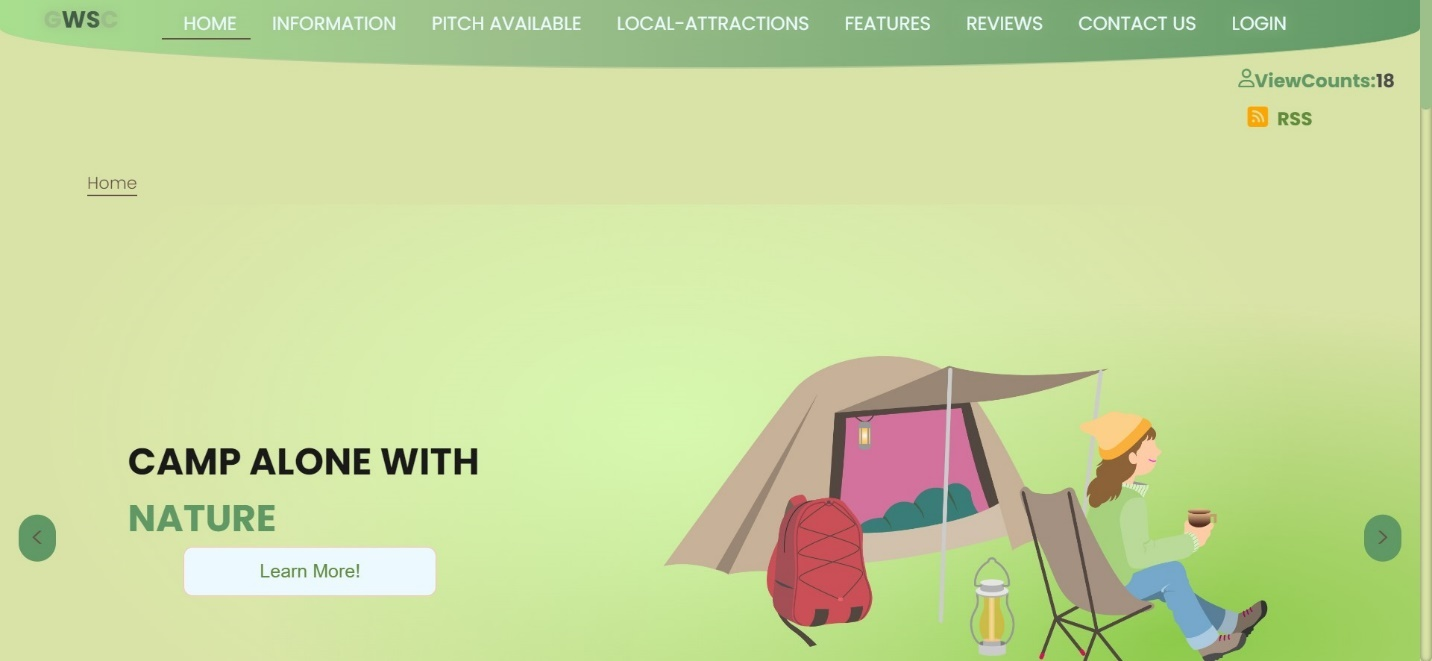 GWSC HOME INFORMATION PITCH AVAILABLE LOCAL-ATTRACTIONS FEATURES REVIEWS CONTACT US LOGIN
ViewCounts:18
RSS
Home
CAMP ALONE WITH
NATURE
Learn More!